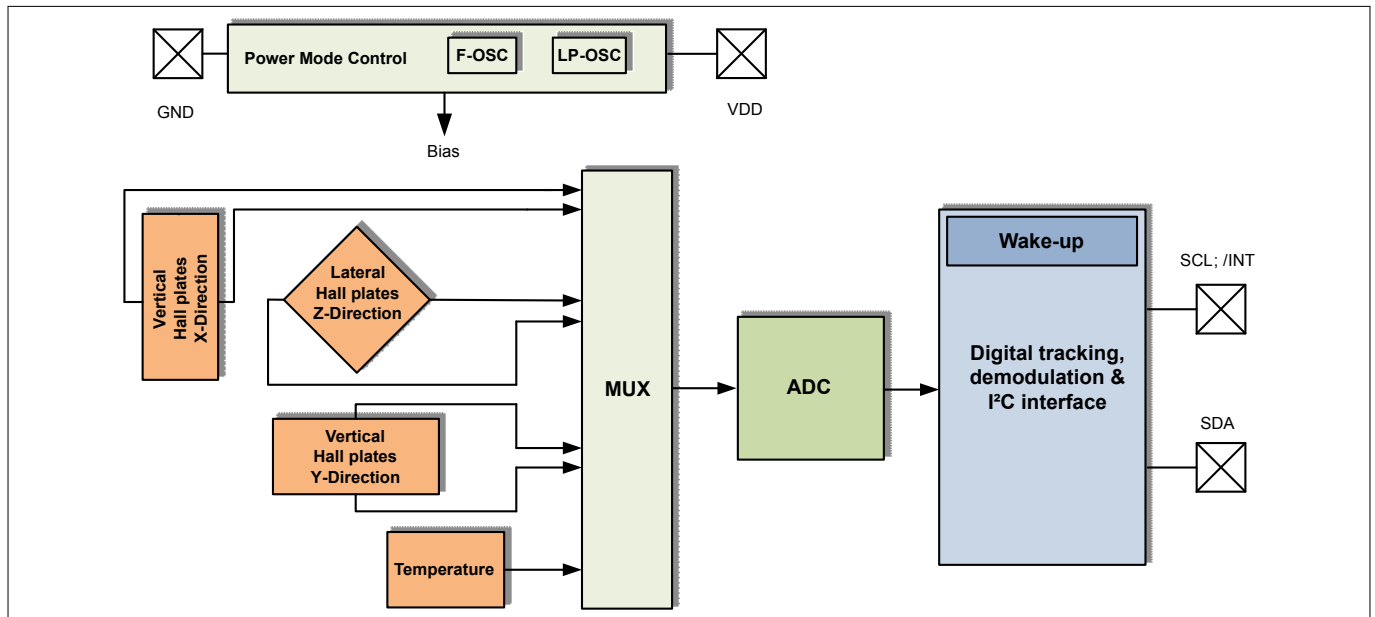 Power Mode Control
F-OSC
LP-OSC
GND
VDD
Bias
Vertical
Hall plates
X-Direction
Lateral
Hall plates
Z-Direction
Vertical
Hall plates
Y-Direction
Temperature
MUX
ADC
Wake-up
Digital tracking,
demodulation &
I²C interface
SCL; /INT
SDA